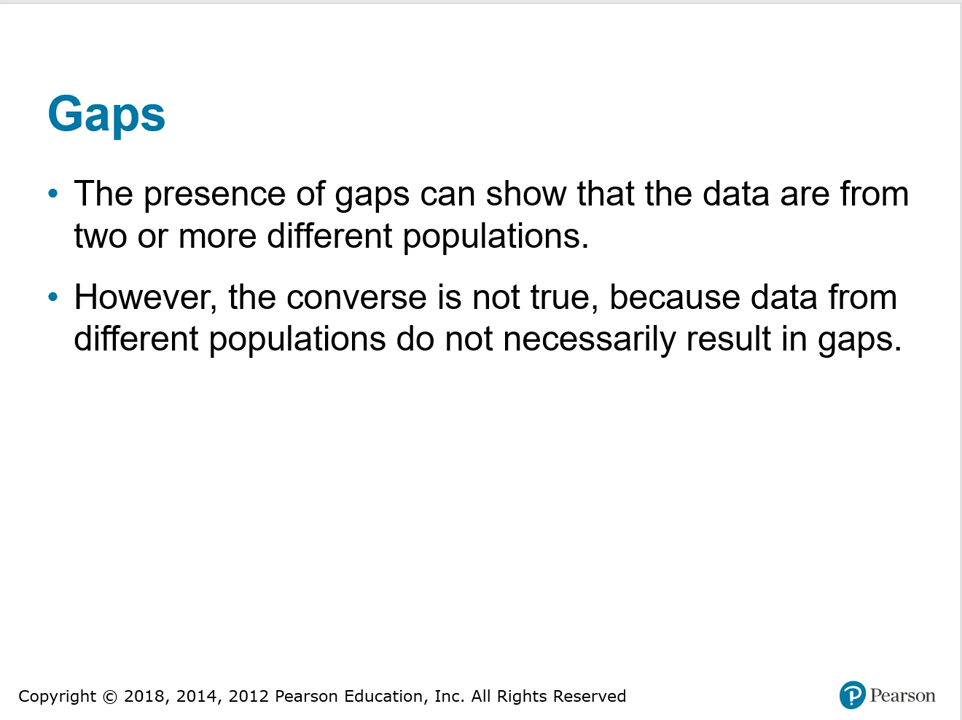 Gaps
• The presence of gaps can show that the data are from
two or more different populations.
• However, the converse is not true, because data from
different populations do not necessarily result in gaps.
Copyright © 2018, 2014, 2012 Pearson Education, Inc. All Rights Reserved
P Pearson